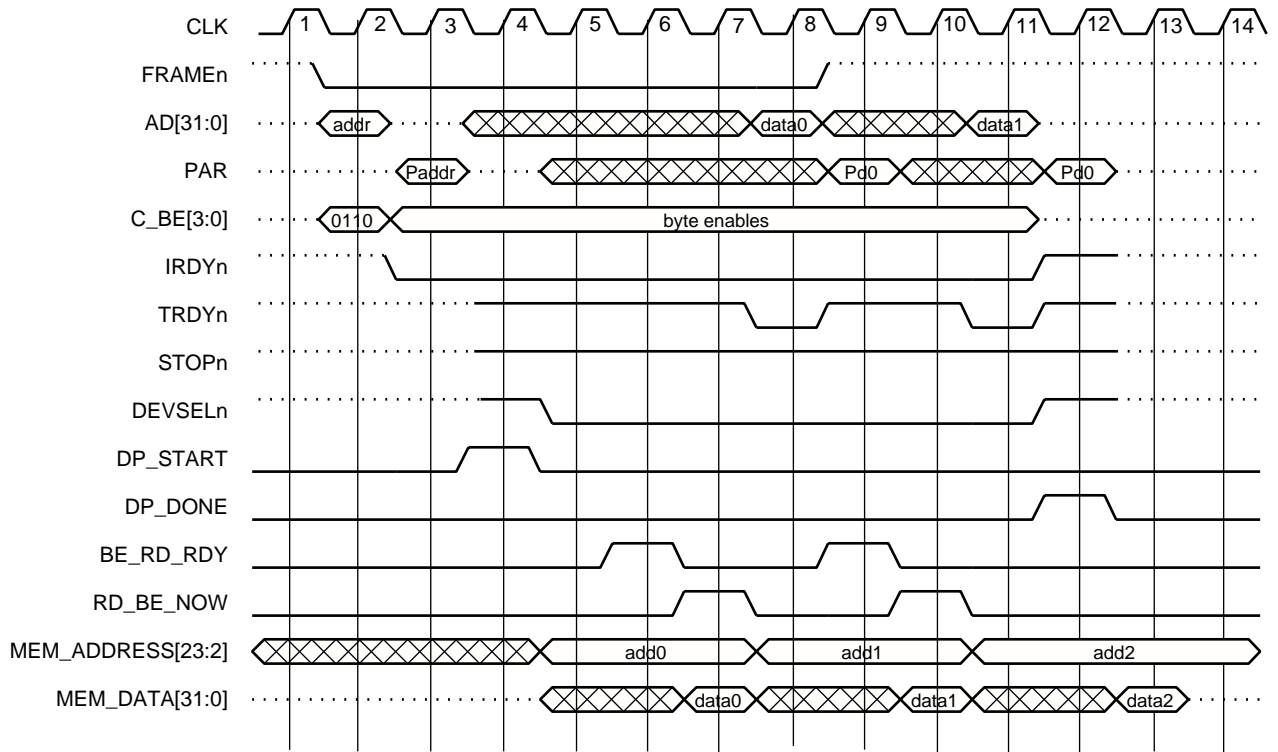 CLK 1 2 3 4 5 6 7 8 9 10 11 12 13 14
FRAMEn
AD[31:0] addr data0 data1
PAR Paddr Pd0 Pd0
C_BE[3:0] 0110 byte enables
IRDYn
TRDYn
STOPn
DEVSELn
DP_START
DP_DONE
BE_RD_RDY
RD_BE_NOW
MEM_ADDRESS[23:2] add0 add1 add2
MEM_DATA[31:0] data0 data1 data2